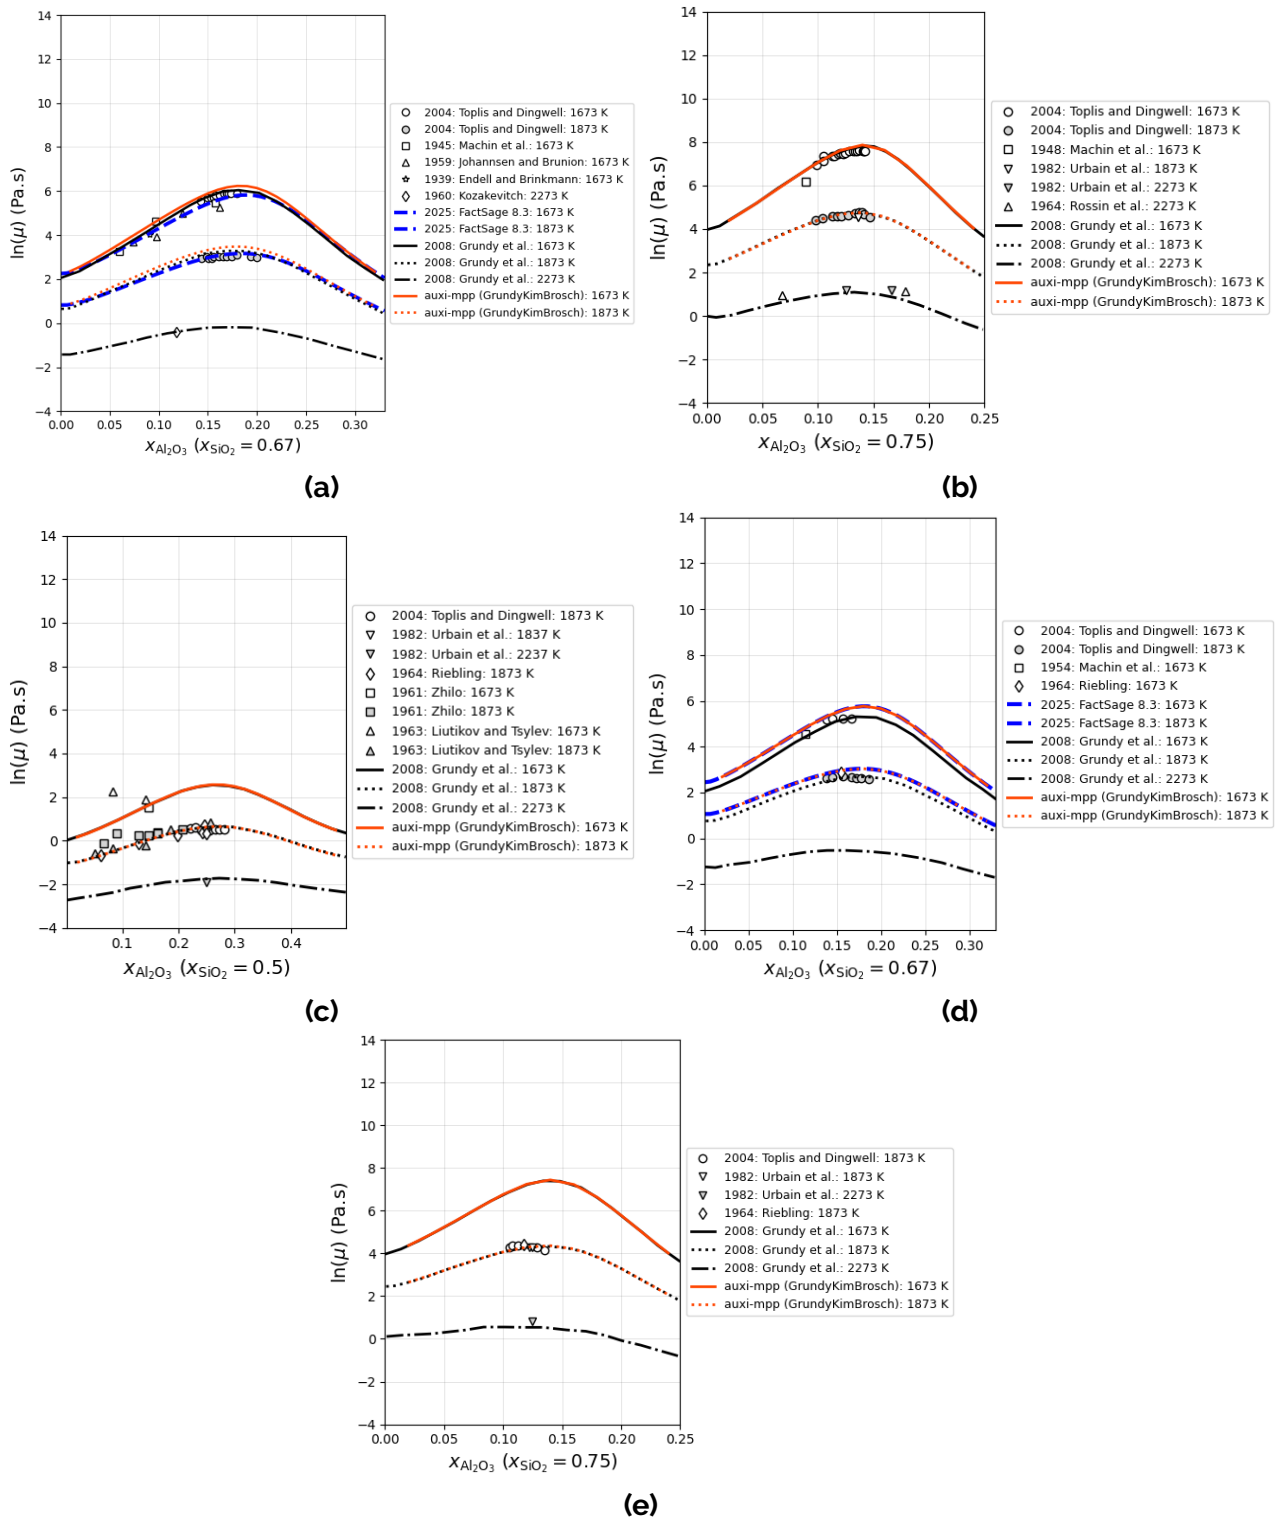 14
12
10
8
6
4
2
0
−2
−4
ln(μ) (Pa.s)
0.00 0.05 0.10 0.15 0.20 0.25 0.30
xAl2O3 (xSiO2 = 0.67)
2004: Toplis and Dingwell: 1673 K
2004: Toplis and Dingwell: 1873 K
1945: Machin et al.: 1673 K
1959: Johannsen and Brunion: 1673 K
1939: Endell and Brinkmann: 1673 K
1960: Kozakevitch: 2273 K
2025: FactSage 8.3: 1673 K
2025: FactSage 8.3: 1873 K
2008: Grundy et al.: 1673 K
2008: Grundy et al.: 1873 K
2008: Grundy et al.: 2273 K
auxi-mpp (GrundyKimBrosch): 1673 K
auxi-mpp (GrundyKimBrosch): 1873 K
(a)
14
12
10
8
6
4
2
0
−2
−4
ln(μ) (Pa.s)
0.00 0.05 0.10 0.15 0.20 0.25
xAl2O3 (xSiO2 = 0.75)
2004: Toplis and Dingwell: 1673 K
2004: Toplis and Dingwell: 1873 K
1948: Machin et al.: 1673 K
1982: Urbain et al.: 1873 K
1982: Urbain et al.: 2273 K
1964: Rossin et al.: 2273 K
2008: Grundy et al.: 1673 K
2008: Grundy et al.: 1873 K
2008: Grundy et al.: 2273 K
auxi-mpp (GrundyKimBrosch): 1673 K
auxi-mpp (GrundyKimBrosch): 1873 K
(b)
14
12
10
8
6
4
2
0
−2
−4
ln(μ) (Pa.s)
0.1 0.2 0.3 0.4
xAl2O3 (xSiO2 = 0.5)
2004: Toplis and Dingwell: 1873 K
1982: Urbain et al.: 1837 K
1982: Urbain et al.: 2237 K
1964: Riebling: 1873 K
1961: Zhilo: 1673 K
1961: Zhilo: 1873 K
1963: Liutikov and Tsylev: 1673 K
1963: Liutikov and Tsylev: 1873 K
2008: Grundy et al.: 1673 K
2008: Grundy et al.: 1873 K
2008: Grundy et al.: 2273 K
auxi-mpp (GrundyKimBrosch): 1673 K
auxi-mpp (GrundyKimBrosch): 1873 K
(c)
14
12
10
8
6
4
2
0
−2
−4
ln(μ) (Pa.s)
0.00 0.05 0.10 0.15 0.20 0.25 0.30
xAl2O3 (xSiO2 = 0.67)
2004: Toplis and Dingwell: 1673 K
2004: Toplis and Dingwell: 1873 K
1954: Machin et al.: 1673 K
1964: Riebling: 1673 K
2025: FactSage 8.3: 1673 K
2025: FactSage 8.3: 1873 K
2008: Grundy et al.: 1673 K
2008: Grundy et al.: 1873 K
2008: Grundy et al.: 2273 K
auxi-mpp (GrundyKimBrosch): 1673 K
auxi-mpp (GrundyKimBrosch): 1873 K
(d)
14
12
10
8
6
4
2
0
−2
−4
ln(μ) (Pa.s)
0.00 0.05 0.10 0.15 0.20 0.25
xAl2O3 (xSiO2 = 0.75)
2004: Toplis and Dingwell: 1873 K
1982: Urbain et al.: 1873 K
1982: Urbain et al.: 2273 K
1964: Riebling: 1873 K
2008: Grundy et al.: 1673 K
2008: Grundy et al.: 1873 K
2008: Grundy et al.: 2273 K
auxi-mpp (GrundyKimBrosch): 1673 K
auxi-mpp (GrundyKimBrosch): 1873 K
(e)